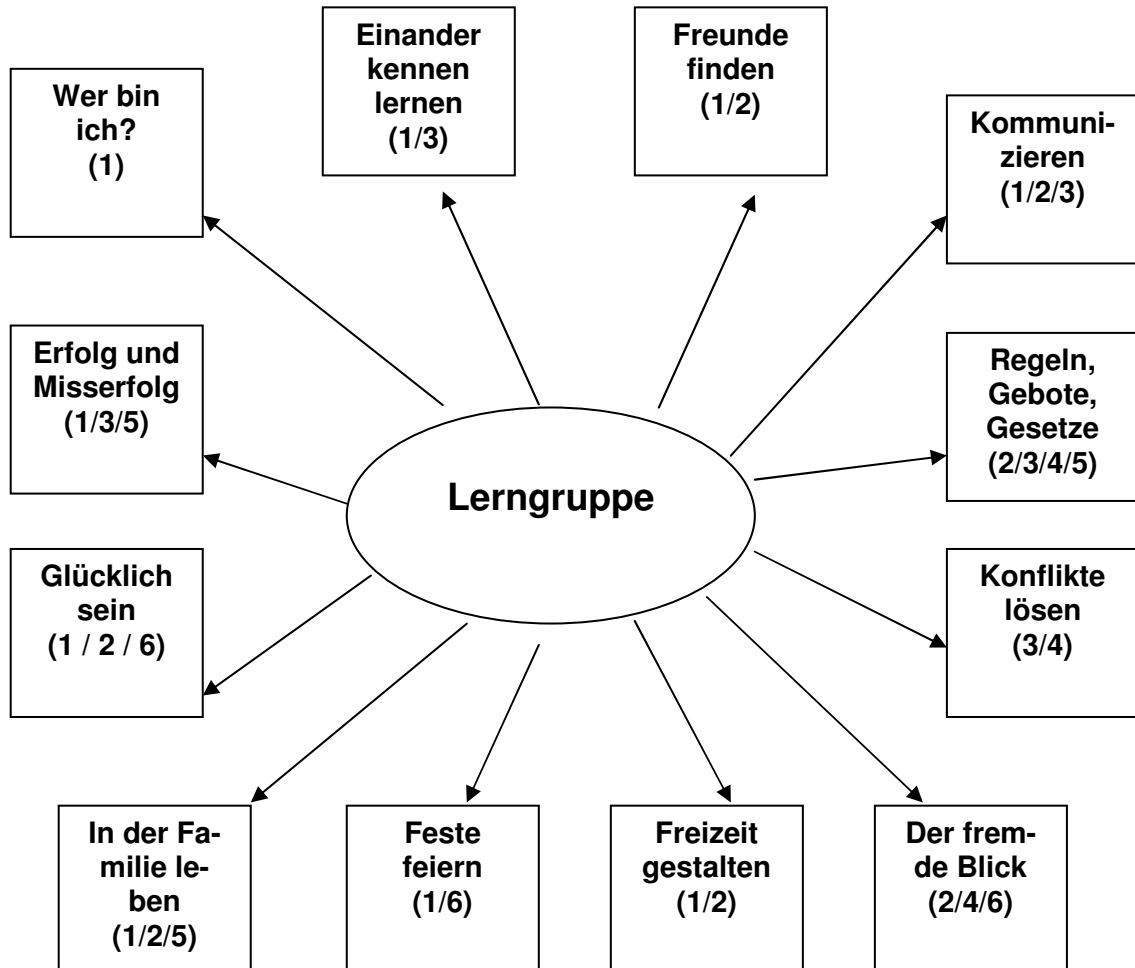 Einander
kennen
lernen
(1/3)
Freunde
finden
(1/2)
Wer bin
ich?
(1)
Kommuni-
zieren
(1/2/3)
Erfolg und
Misserfolg
(1/3/5)
Regeln,
Gebote,
Gesetze
(2/3/4/5)
Lerngruppe
Glücklich
sein
(1 / 2 / 6)
Konflikte
lösen
(3/4)
In der Fa-
milie le-
ben
(1/2/5)
Feste
feiern
(1/6)
Freizeit
gestalten
(1/2)
Der frem-
de Blick
(2/4/6)